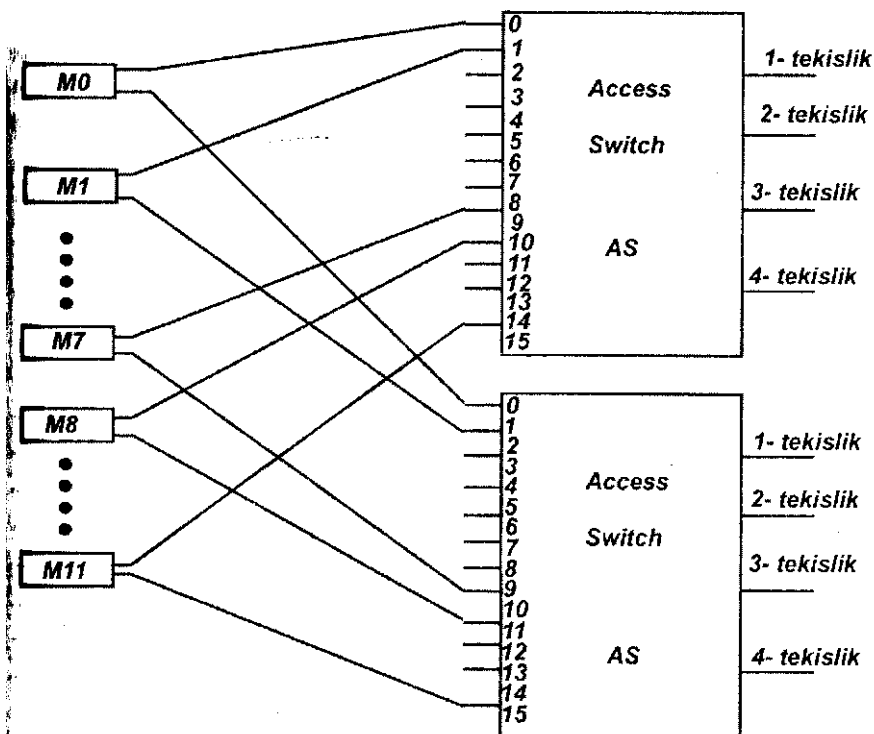 M0
M1
M7
M8
M11
0
1
2
3
4
5
6
7
8
9
10
11
12
13
14
15
Access
Switch
AS
1- tekislik
2- tekislik
3- tekislik
4- tekislik
0
1
2
3
4
5
6
7
8
9
10
11
12
13
14
15
Access
Switch
AS
1- tekislik
2- tekislik
3- tekislik
4- tekislik